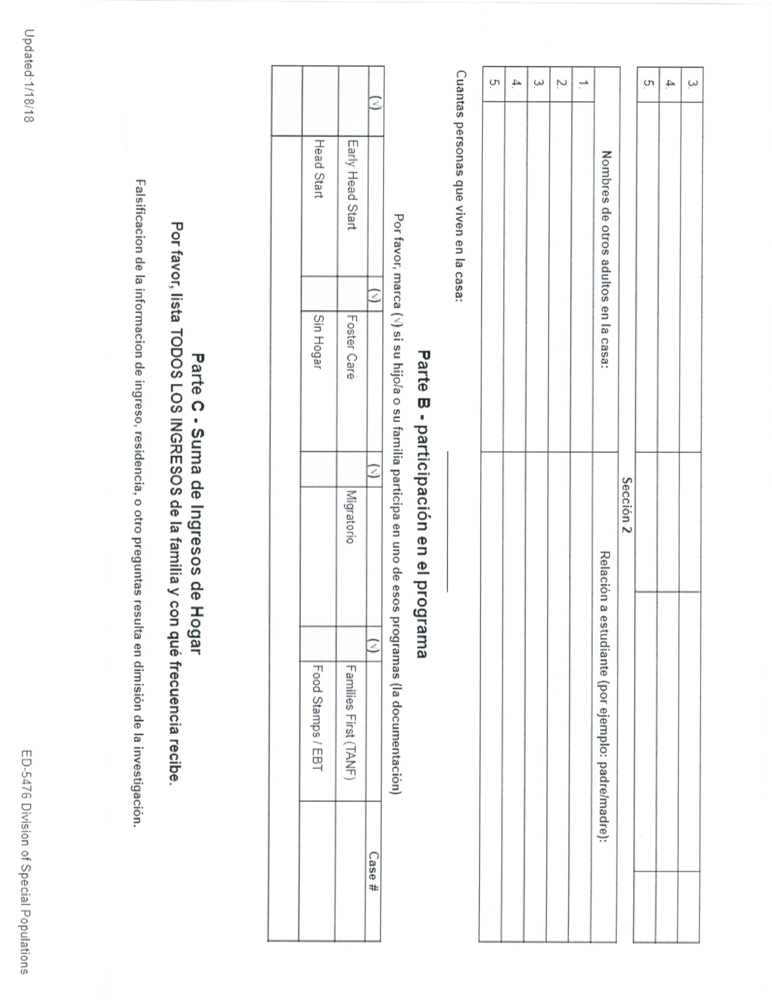 3.
4.
5.
Sección 2
Nombres de otros adultos en la casa: Relación a estudiante (por ejemplo: padre/madre):
1.
2.
3.
4.
5.
Cuantas personas que viven en la casa:
Parte B - participación en el programa
Por favor, marca (√) si su hijo/a o su familia participa en uno de esos programas (la documentación)
(√) (√) (√) (√) Case #
Early Head Start Foster Care Migratorio Families First (TANF)
Head Start Sin Hogar Food Stamps / EBT
Parte C - Suma de Ingresos de Hogar
Por favor, lista TODOS LOS INGRESOS de la familia y con qué frecuencia recibe.
Falsificacion de la informacion de ingreso, residencia, o otro preguntas resulta en dimisión de la investigación.
Updated:1/18/18 ED-5476 Division of Special Populations